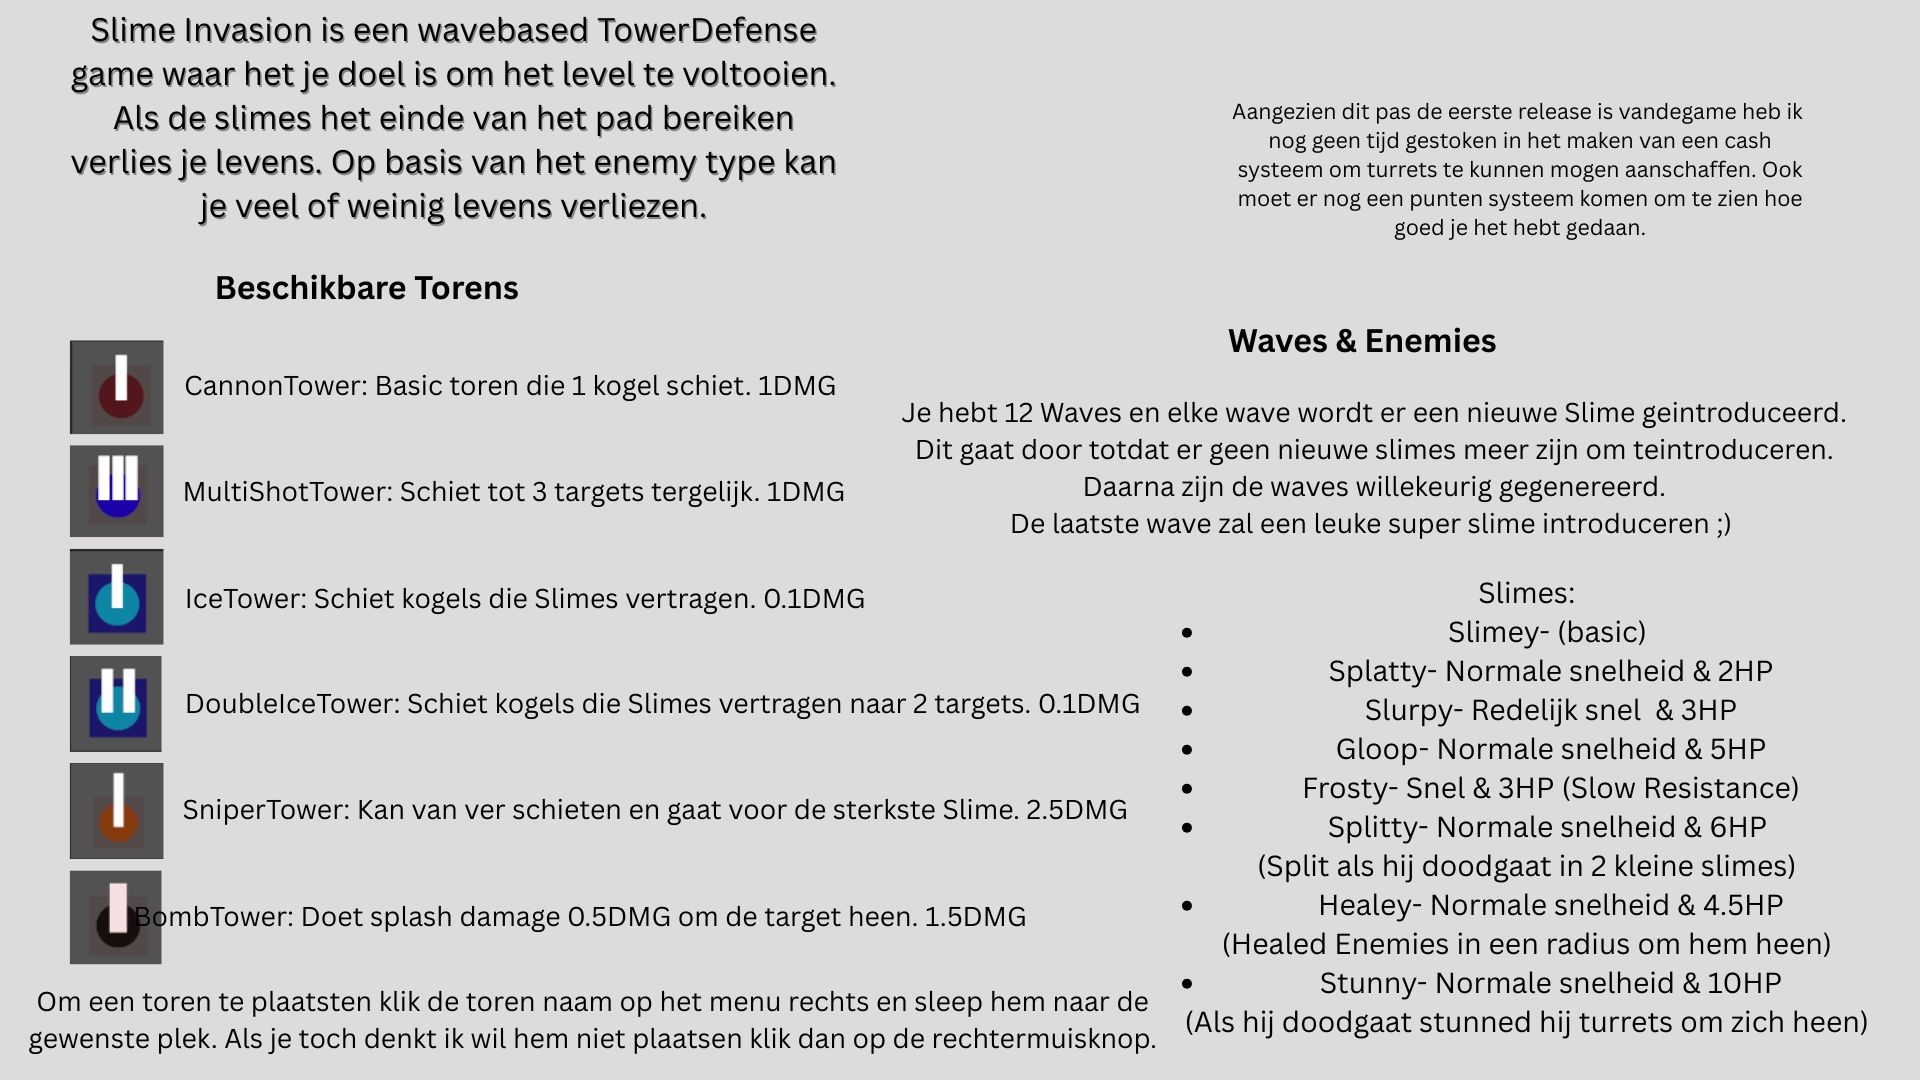 Slime Invasion is een wavebased TowerDefense
game waar het je doel is om het level te voltooien.
Als de slimes het einde van het pad bereiken
verlies je levens. Op basis van het enemy type kan
je veel of weinig levens verliezen.
Aangezien dit pas de eerste release is vandegame heb ik
nog geen tijd gestoken in het maken van een cash
systeem om turrets te kunnen mogen aanschaffen. Ook
moet er nog een punten systeem komen om te zien hoe
goed je het hebt gedaan.
Beschikbare Torens
CannonTower: Basic toren die 1 kogel schiet. 1DMG
MultiShotTower: Schiet tot 3 targets tergelijk. 1DMG
IceTower: Schiet kogels die Slimes vertragen. 0.1DMG
DoubleIceTower: Schiet kogels die Slimes vertragen naar 2 targets. 0.1DMG
SniperTower: Kan van ver schieten en gaat voor de sterkste Slime. 2.5DMG
BombTower: Doet splash damage 0.5DMG om de target heen. 1.5DMG
Om een toren te plaatsten klik de toren naam op het menu rechts en sleep hem naar de
gewenste plek. Als je toch denkt ik wil hem niet plaatsen klik dan op de rechtermuisknop.
Waves & Enemies
Je hebt 12 Waves en elke wave wordt er een nieuwe Slime geintroduceerd.
Dit gaat door totdat er geen nieuwe slimes meer zijn om teintroduceren.
Daarna zijn de waves willekeurig gegenereerd.
De laatste wave zal een leuke super slime introduceren ;)
Slimes:
• Slimey- (basic)
• Splatty- Normale snelheid & 2HP
• Slurpy- Redelijk snel & 3HP
• Gloop- Normale snelheid & 5HP
• Frosty- Snel & 3HP (Slow Resistance)
• Splitty- Normale snelheid & 6HP
(Split als hij doodgaat in 2 kleine slimes)
• Healey- Normale snelheid & 4.5HP
(Healed Enemies in een radius om hem heen)
• Stunny- Normale snelheid & 10HP
(Als hij doodgaat stunned hij turrets om zich heen)